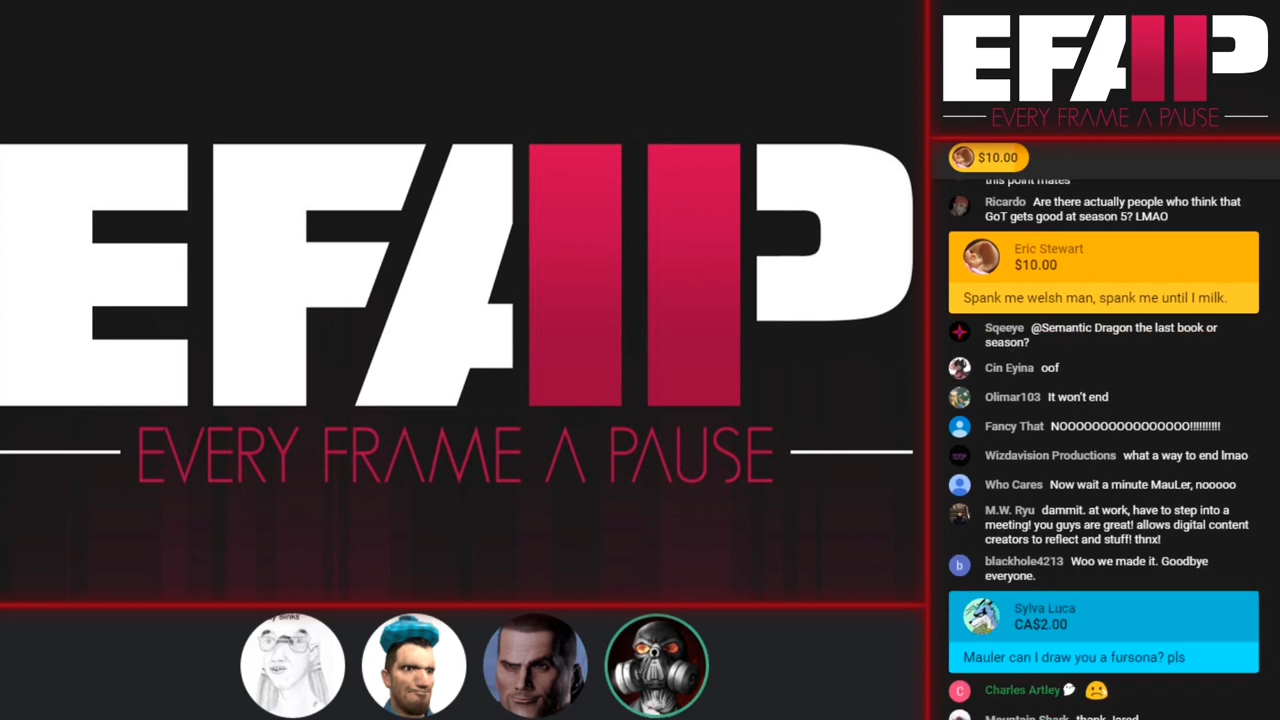 EFAP
EVERY FRAME A PAUSE
EFAP
EVERY FRAME A PAUSE
$10.00
this point mates
Ricardo Are there actually people who think that
GoT gets good at season 5? LMAO
Eric Stewart
$10.00
Spank me welsh man, spank me until I milk.
Sqeeye @Semantic Dragon the last book or
season?
Cin Eyina oof
Olimar103 It won't end
Fancy That NOOOOOOOOOOOOOOOO!!!!!!!!!!
Wizdavision Productions what a way to end lmao
Who Cares Now wait a minute MauLer, nooooo
M.W. Ryu dammit. at work, have to step into a
meeting! you guys are great! allows digital content
creators to reflect and stuff! thnx!
b
blackhole4213 Woo we made it. Goodbye
everyone.
Sylva Luca
CA$2.00
Mauler can I draw you a fursona? pls
C
Charles Artley
Mountain Shark thank Jared